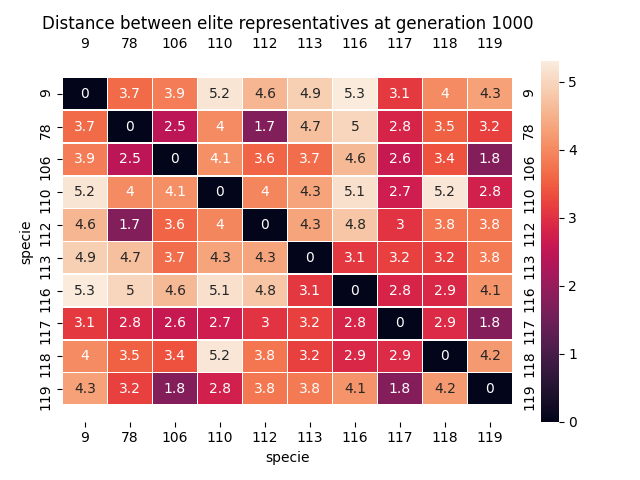 Distance between elite representatives at generation 1000
9 78 106 110 112 113 116 117 118 119
9 0 3.7 3.9 5.2 4.6 4.9 5.3 3.1 4 4.3 9
78 3.7 0 2.5 4 1.7 4.7 5 2.8 3.5 3.2 78
106 3.9 2.5 0 4.1 3.6 3.7 4.6 2.6 3.4 1.8 106
110 5.2 4 4.1 0 4 4.3 5.1 2.7 5.2 2.8 110
112 4.6 1.7 3.6 4 0 4.3 4.8 3 3.8 3.8 112
113 4.9 4.7 3.7 4.3 4.3 0 3.1 3.2 3.2 3.8 113
116 5.3 5 4.6 5.1 4.8 3.1 0 2.8 2.9 4.1 116
117 3.1 2.8 2.6 2.7 3 3.2 2.8 0 2.9 1.8 117
118 4 3.5 3.4 5.2 3.8 3.2 2.9 2.9 0 4.2 118
119 4.3 3.2 1.8 2.8 3.8 3.8 4.1 1.8 4.2 0 119
9 78 106 110 112 113 116 117 118 119
specie
specie
5
4
3
2
1
0